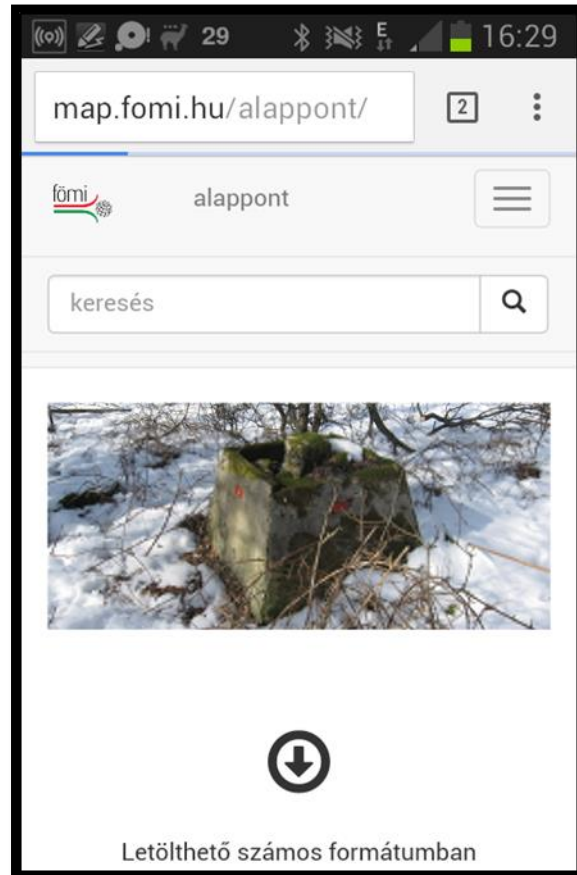 29 E 16:29
map.fomi.hu/alappont/ 2
fömi alappont
keresés
Letölthető számos formátumban